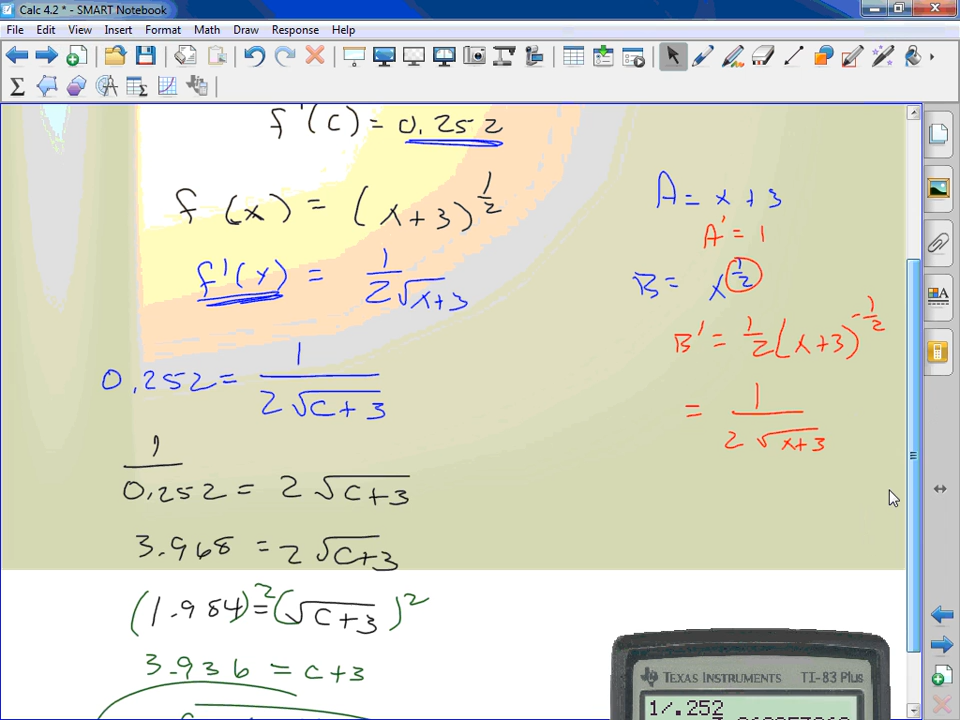 Calc 4.2 * - SMART Notebook
File Edit View Insert Format Math Draw Response Help
f'(c) = 0.252
f(x) = (x+3)^1/2
f'(x) = 1/2√x+3
0.252 = 1/2√c+3
1/0.252 = 2√c+3
3.968 = 2√c+3
(1.984)^2 = (√c+3)^2
3.936 = c+3
A = x+3
A' = 1
B = x^1/2
B' = 1/2(x+3)^-1/2
= 1/2√x+3
TEXAS INSTRUMENTS TI-83 Plus
1/.252